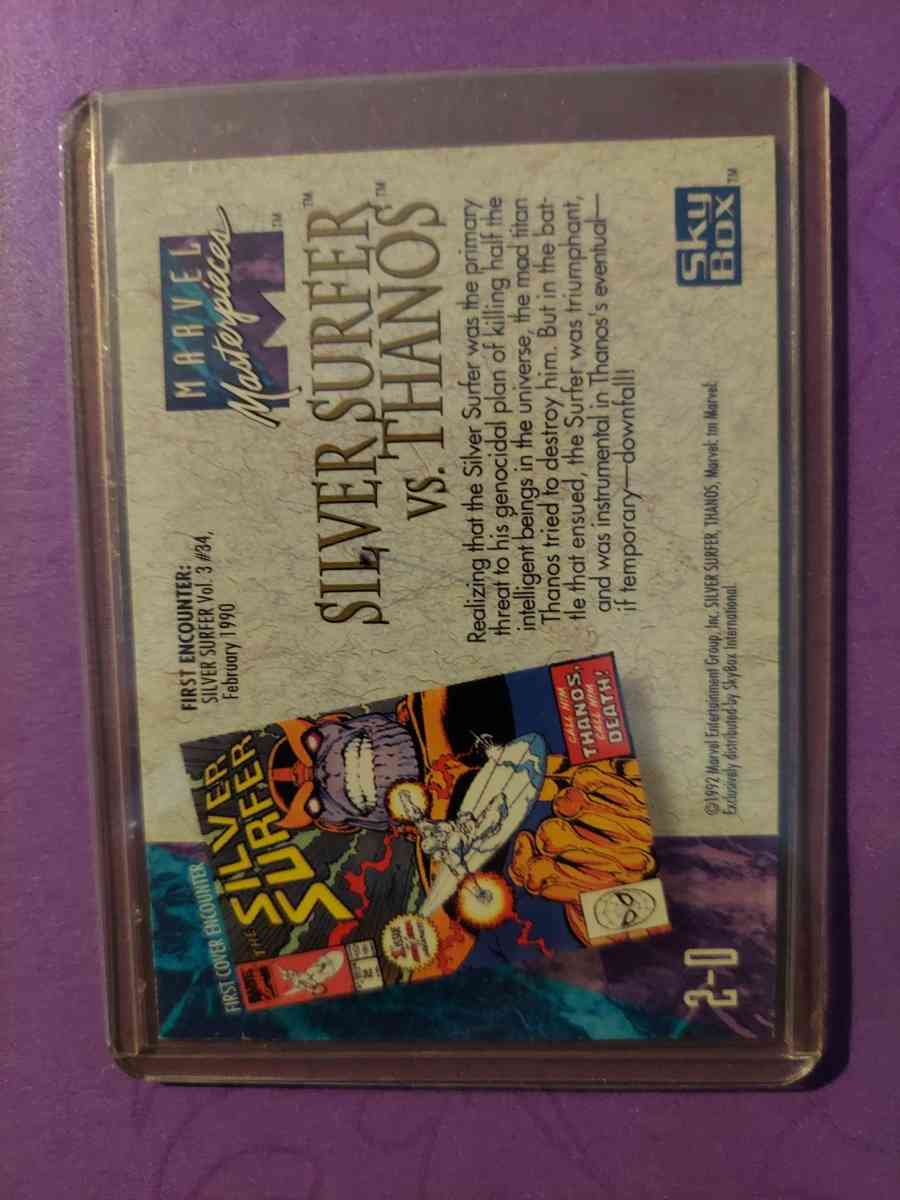 MARVEL
Masterpieces™
FIRST ENCOUNTER:
SILVER SURFER Vol. 3 #34,
February 1990
SILVER SURFER™
vs. THANOS™
Realizing that the Silver Surfer was the primary
threat to his genocidal plan of killing half the
intelligent beings in the universe, the mad titan
Thanos tried to destroy him. But in the bat-
tle that ensued, the Surfer was triumphant,
and was instrumental in Thanos's eventual—
if temporary—downfall!
FIRST COVER ENCOUNTER
THE
SILVER
SURFER
CALL HIM
THANOS.
CALL HIM
DEATH!
2-D
©1992 Marvel Entertainment Group, Inc. SILVER SURFER, THANOS, Marvel: tm Marvel
Exclusively distributed by SkyBox International.
SKY
BOX™